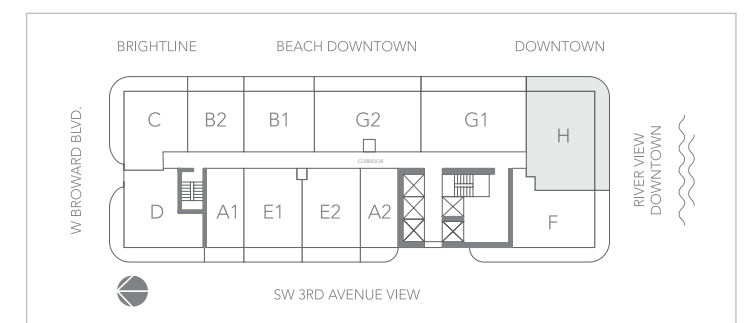 BRIGHTLINE BEACH DOWNTOWN DOWNTOWN
W BROWARD BLVD.
C B2 B1 G2 G1 H
CORRIDOR
D A1 E1 E2 A2 F
RIVER VIEW
DOWNTOWN
SW 3RD AVENUE VIEW